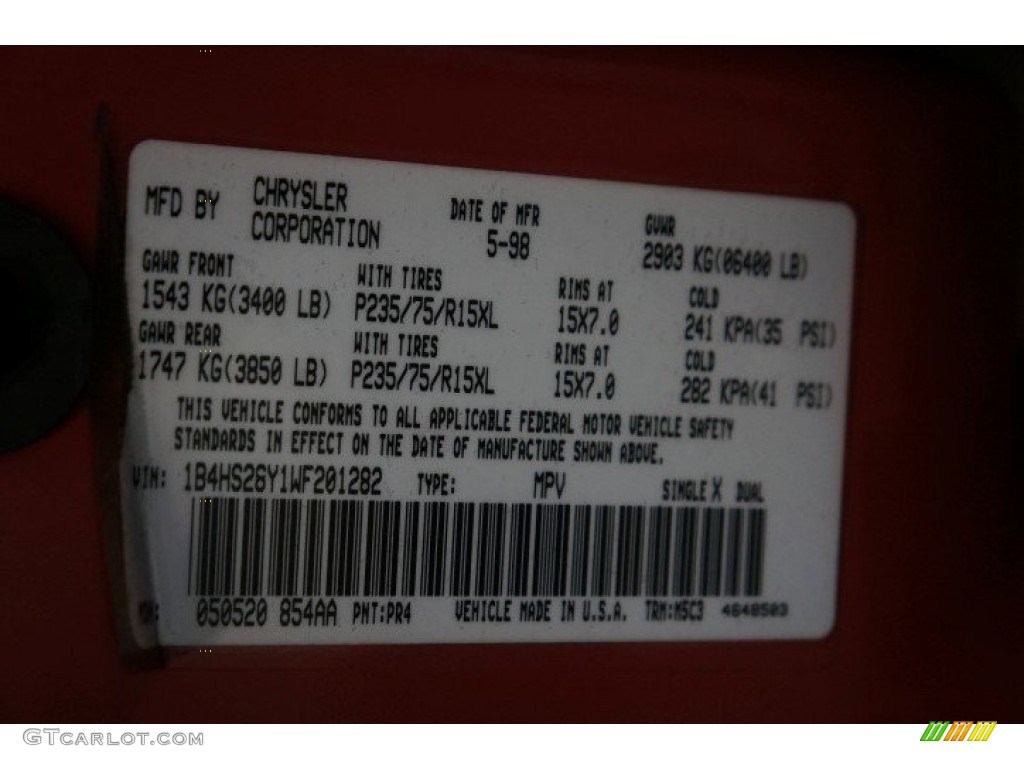 MFD BY CHRYSLER CORPORATION DATE OF MFR 5-98 GVWR 2903 KG(06400 LB)
GAWR FRONT WITH TIRES RIMS AT COLD
1543 KG(3400 LB) P235/75/R15XL 15X7.0 241 KPA(35 PSI)
GAWR REAR WITH TIRES RIMS AT COLD
1747 KG(3850 LB) P235/75/R15XL 15X7.0 282 KPA(41 PSI)
THIS VEHICLE CONFORMS TO ALL APPLICABLE FEDERAL MOTOR VEHICLE SAFETY
STANDARDS IN EFFECT ON THE DATE OF MANUFACTURE SHOWN ABOVE.
VIN: 1B4HS26Y1WF201282 TYPE: MPV SINGLE X DUAL
050520 854AA PNT:PR4 VEHICLE MADE IN U.S.A. TRM:M5C3 4648503
GTCARLOT.COM